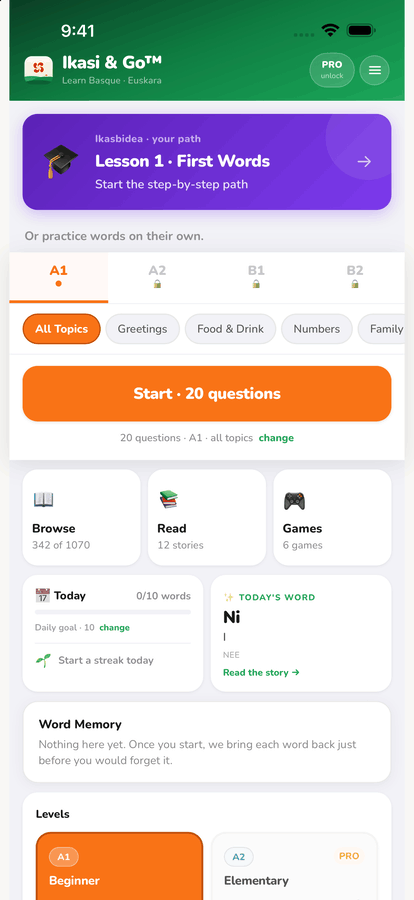 9:41
Ikasi & Go™
Learn Basque · Euskara
PRO
unlock
Ikasbidea · your path
Lesson 1 · First Words
Start the step-by-step path
Or practice words on their own.
A1
A2
B1
B2
All Topics
Greetings
Food & Drink
Numbers
Family
Start · 20 questions
20 questions · A1 · all topics change
Browse
342 of 1070
Read
12 stories
Games
6 games
Today
0/10 words
Daily goal · 10 change
Start a streak today
TODAY'S WORD
Ni
I
NEE
Read the story →
Word Memory
Nothing here yet. Once you start, we bring each word back just
before you would forget it.
Levels
A1
Beginner
A2
PRO
Elementary